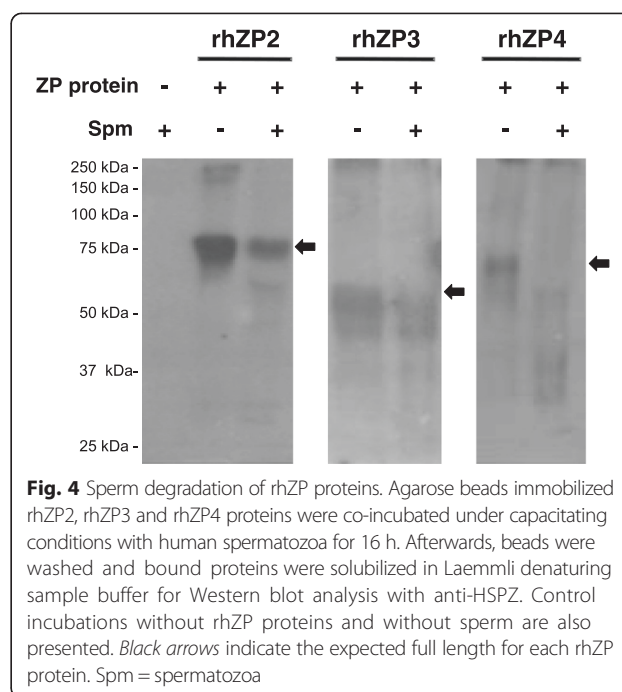 rhZP2 rhZP3 rhZP4
ZP protein - + + + + + +
Spm + - + - + - +
250 kDa -
150 kDa -
100 kDa -
75 kDa -
50 kDa -
37 kDa-
25 kDa -
Fig. 4 Sperm degradation of rhZP proteins. Agarose beads immobilized
rhZP2, rhZP3 and rhZP4 proteins were co-incubated under capacitating
conditions with human spermatozoa for 16 h. Afterwards, beads were
washed and bound proteins were solubilized in Laemmli denaturing
sample buffer for Western blot analysis with anti-HSPZ. Control
incubations without rhZP proteins and without sperm are also
presented. Black arrows indicate the expected full length for each rhZP
protein. Spm = spermatozoa